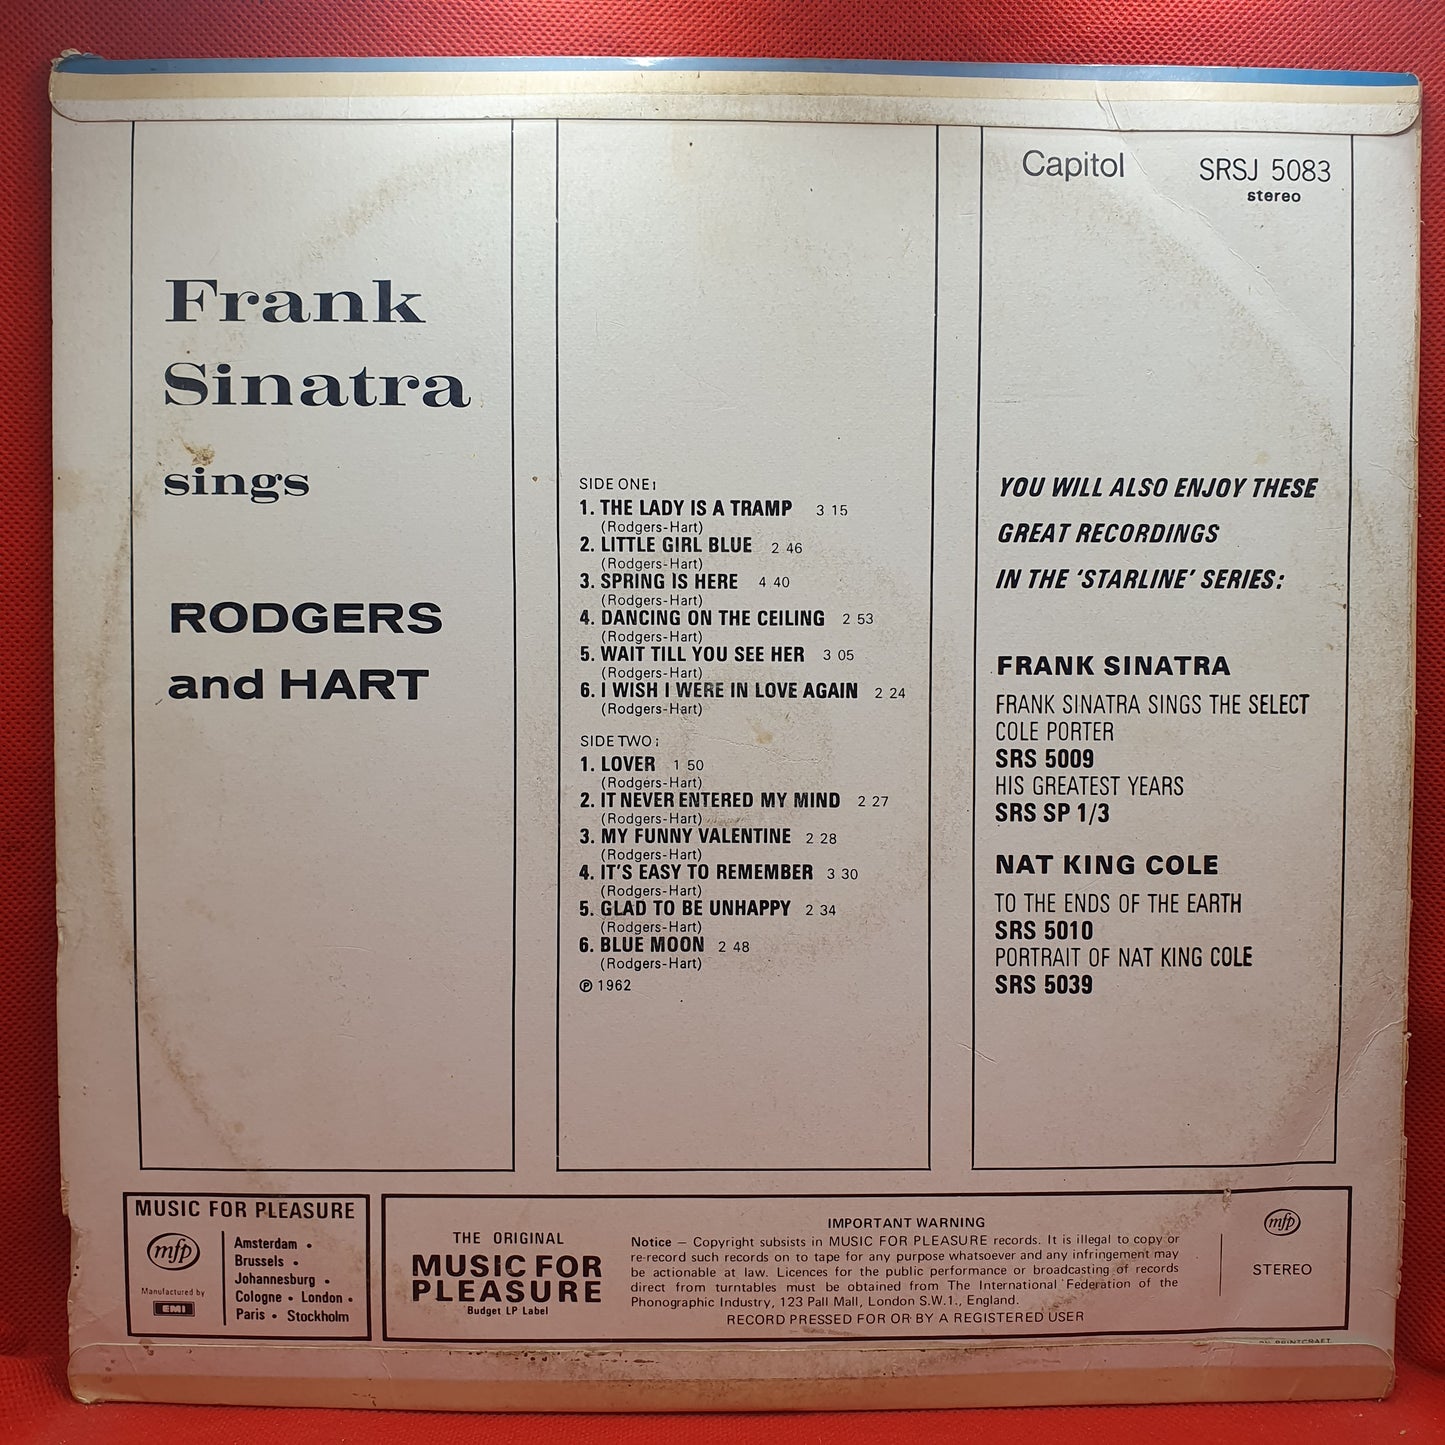 Frank
Sinatra
sings
RODGERS
and HART
SIDE ONE:
1. THE LADY IS A TRAMP 3 15
(Rodgers-Hart)
2. LITTLE GIRL BLUE 2 46
(Rodgers-Hart)
3. SPRING IS HERE 4 40
(Rodgers-Hart)
4. DANCING ON THE CEILING 2 53
(Rodgers-Hart)
5. WAIT TILL YOU SEE HER 3 05
(Rodgers-Hart)
6. I WISH I WERE IN LOVE AGAIN 2 24
(Rodgers-Hart)
SIDE TWO:
1. LOVER 1 50
(Rodgers-Hart)
2. IT NEVER ENTERED MY MIND 2 27
(Rodgers-Hart)
3. MY FUNNY VALENTINE 2 28
(Rodgers-Hart)
4. IT'S EASY TO REMEMBER 3 30
(Rodgers-Hart)
5. GLAD TO BE UNHAPPY 2 34
(Rodgers-Hart)
6. BLUE MOON 2 48
(Rodgers-Hart)
℗ 1962
Capitol SRSJ 5083
stereo
YOU WILL ALSO ENJOY THESE
GREAT RECORDINGS
IN THE 'STARLINE' SERIES:
FRANK SINATRA
FRANK SINATRA SINGS THE SELECT
COLE PORTER
SRS 5009
HIS GREATEST YEARS
SRS SP 1/3
NAT KING COLE
TO THE ENDS OF THE EARTH
SRS 5010
PORTRAIT OF NAT KING COLE
SRS 5039
MUSIC FOR PLEASURE
mfp
Manufactured by
EMI
Amsterdam •
Brussels •
Johannesburg •
Cologne • London •
Paris • Stockholm
THE ORIGINAL
MUSIC FOR
PLEASURE
Budget LP Label
IMPORTANT WARNING
Notice – Copyright subsists in MUSIC FOR PLEASURE records. It is illegal to copy or
re-record such records on to tape for any purpose whatsoever and any infringement may
be actionable at law. Licences for the public performance or broadcasting of records
direct from turntables must be obtained from The International Federation of the
Phonographic Industry, 123 Pall Mall, London S.W.1., England.
RECORD PRESSED FOR OR BY A REGISTERED USER
mfp
STEREO